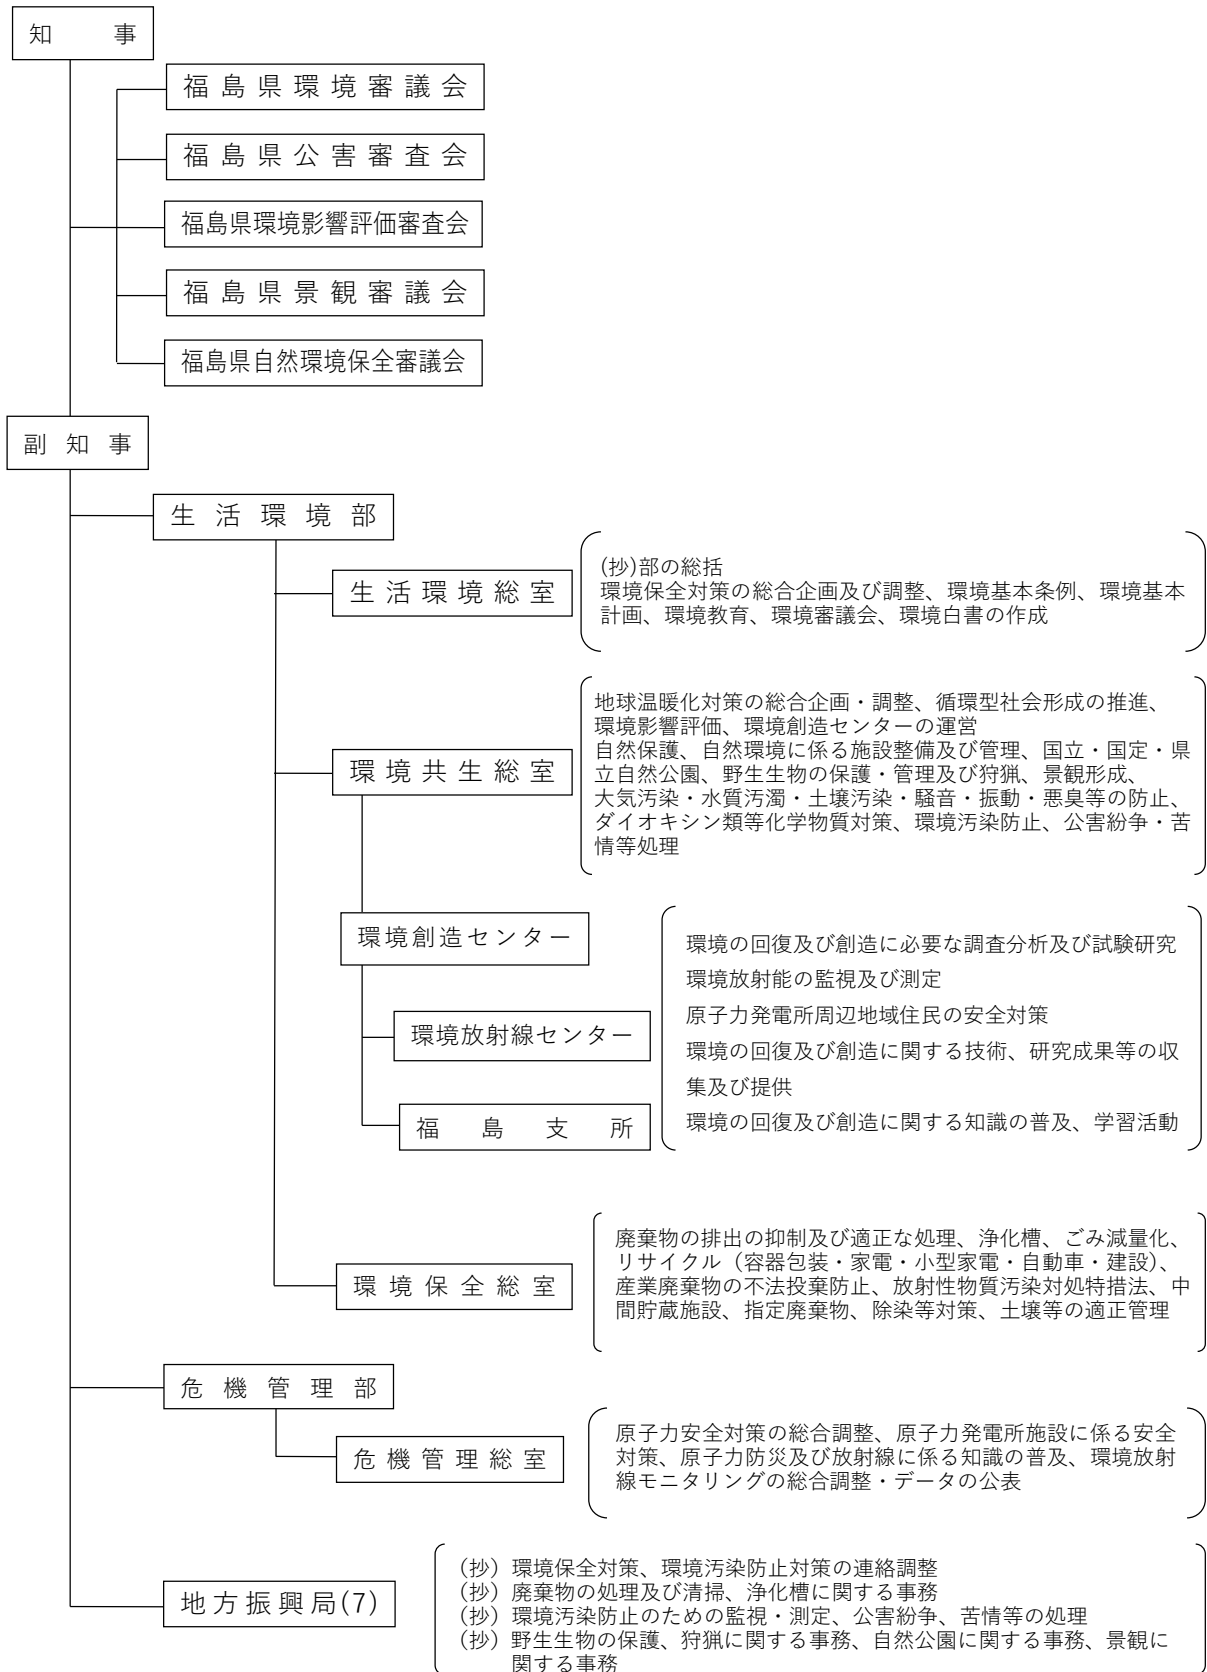 知事
福島県環境審議会
福島県公害審査会
福島県環境影響評価審査会
福島県景観審議会
福島県自然環境保全審議会
副知事
生活環境部
生活環境総室
(抄)部の総括
環境保全対策の総合企画及び調整、環境基本条例、環境基本
計画、環境教育、環境審議会、環境白書の作成
環境共生総室
地球温暖化対策の総合企画・調整、循環型社会形成の推進、
環境影響評価、環境創造センターの運営
自然保護、自然環境に係る施設整備及び管理、国立・国定・県
立自然公園、野生生物の保護・管理及び狩猟、景観形成、
大気汚染・水質汚濁・土壌汚染・騒音・振動・悪臭等の防止、
ダイオキシン類等化学物質対策、環境汚染防止、公害紛争・苦
情等処理
環境創造センター
環境放射線センター
福島支所
環境の回復及び創造に必要な調査分析及び試験研究
環境放射能の監視及び測定
原子力発電所周辺地域住民の安全対策
環境の回復及び創造に関する技術、研究成果等の収
集及び提供
環境の回復及び創造に関する知識の普及、学習活動
環境保全総室
廃棄物の排出の抑制及び適正な処理、浄化槽、ごみ減量化、
リサイクル（容器包装・家電・小型家電・自動車・建設）、
産業廃棄物の不法投棄防止、放射性物質汚染対処特措法、中
間貯蔵施設、指定廃棄物、除染等対策、土壌等の適正管理
危機管理部
危機管理総室
原子力安全対策の総合調整、原子力発電所施設に係る安全
対策、原子力防災及び放射線に係る知識の普及、環境放射
線モニタリングの総合調整・データの公表
地方振興局(7)
（抄）環境保全対策、環境汚染防止対策の連絡調整
（抄）廃棄物の処理及び清掃、浄化槽に関する事務
（抄）環境汚染防止のための監視・測定、公害紛争、苦情等の処理
（抄）野生生物の保護、狩猟に関する事務、自然公園に関する事務、景観に
関する事務